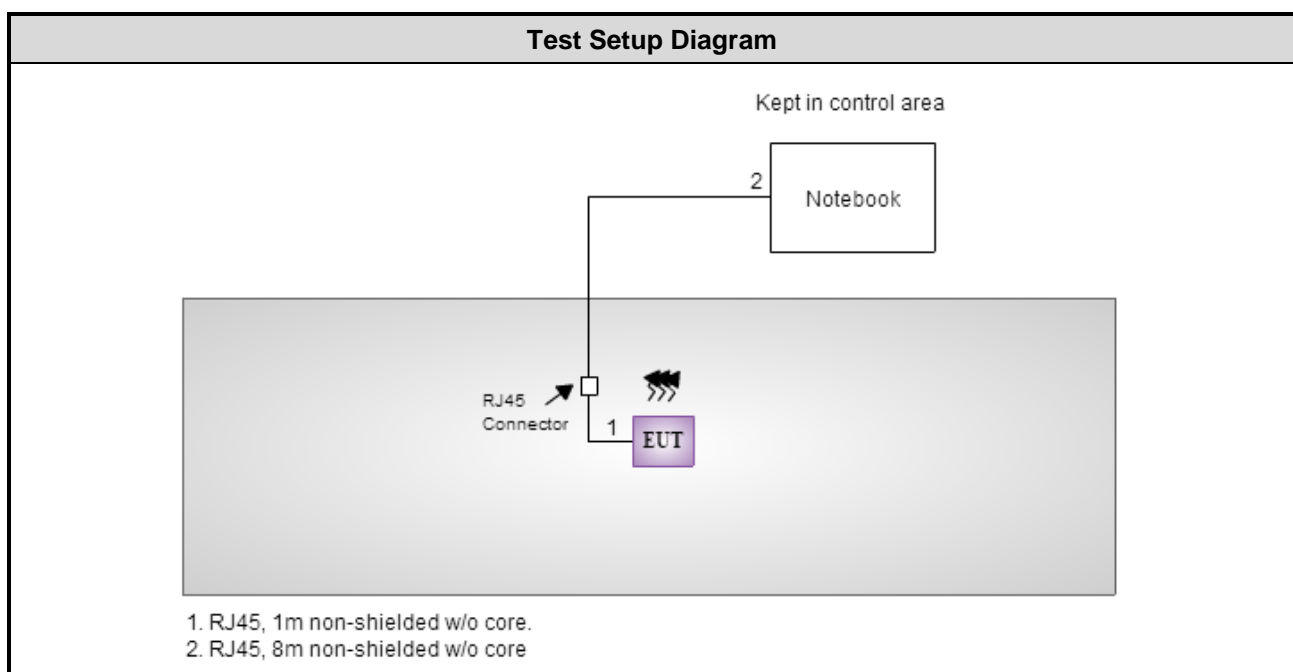 Test Setup Diagram
Kept in control area
2
Notebook
RJ45
Connector
1
EUT
1. RJ45, 1m non-shielded w/o core.
2. RJ45, 8m non-shielded w/o core